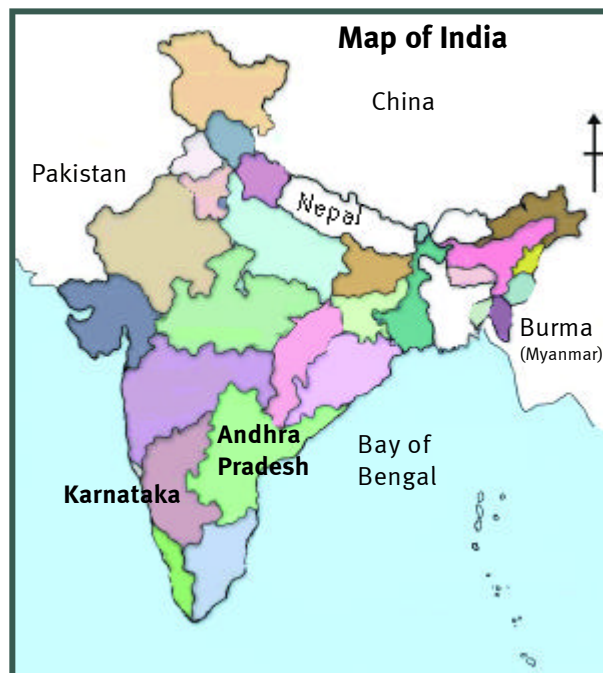 Map of India
China
Pakistan
Nepal
Burma
(Myanmar)
Andhra
Pradesh
Bay of
Bengal
Karnataka